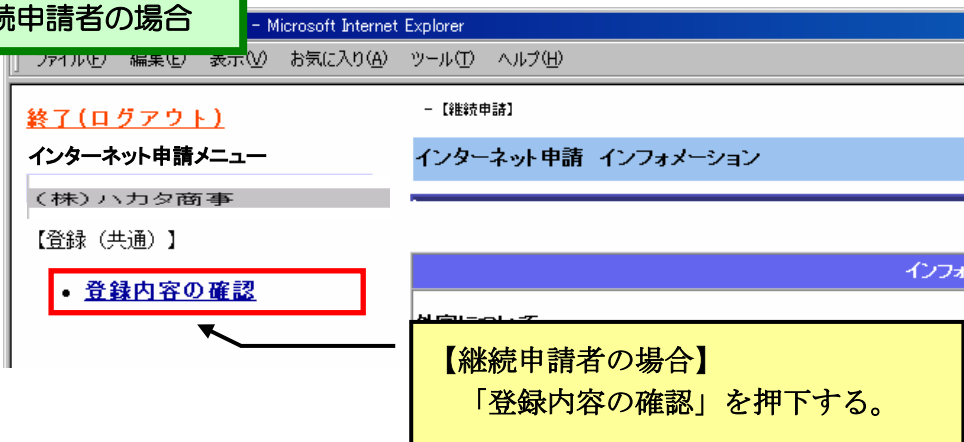 続申請者の場合
- Microsoft Internet Explorer
ファイル(F) 編集(E) 表示(V) お気に入り(A) ツール(T) ヘルプ(H)
終了(ログアウト)
インターネット申請メニュー
(株)ハカタ商事
【登録（共通）】
• 登録内容の確認
-【継続申請】
インターネット申請 インフォメーション
インフォ
【継続申請者の場合】
「登録内容の確認」を押下する。